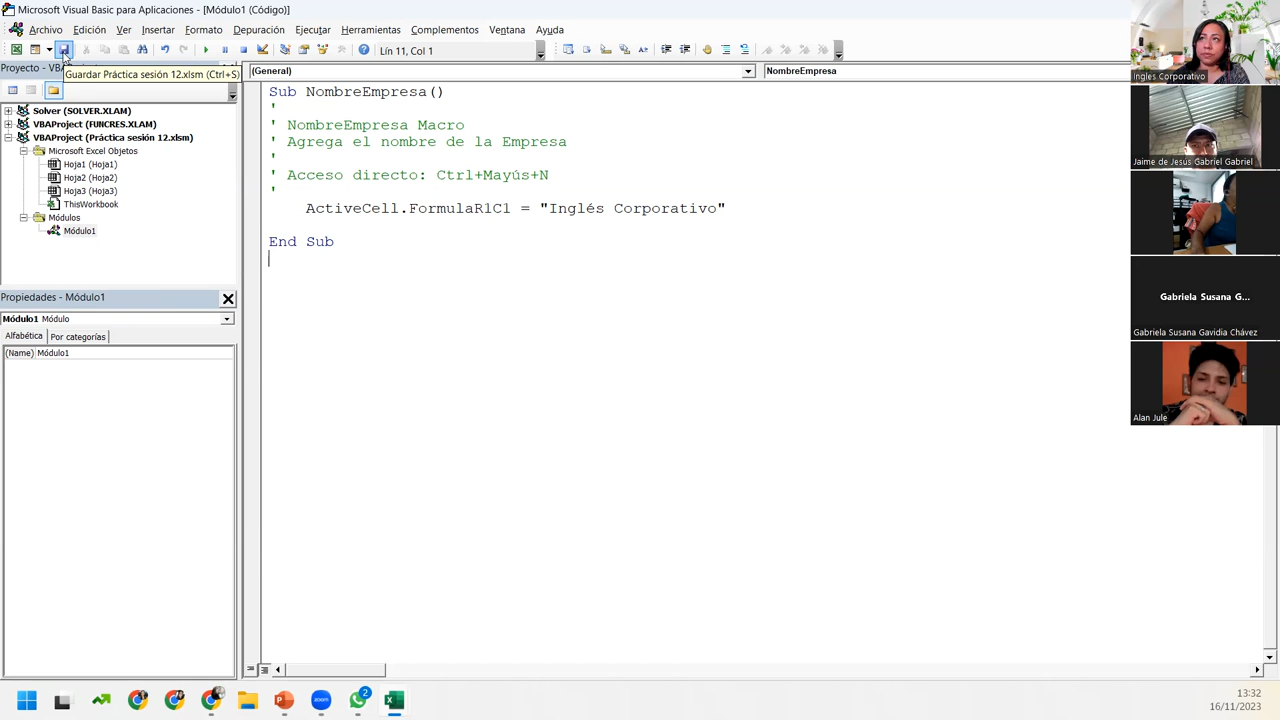 Microsoft Visual Basic para Aplicaciones - [Módulo1 (Código)]
Archivo Edición Ver Insertar Formato Depuración Ejecutar Herramientas Complementos Ventana Ayuda
Lín 11, Col 1
Guardar Práctica sesión 12.xlsm (Ctrl+S)
Proyecto - VB
(General)
NombreEmpresa
Solver (SOLVER.XLAM)
VBAProject (FUNCRES.XLAM)
VBAProject (Práctica sesión 12.xlsm)
Microsoft Excel Objetos
Hoja1 (Hoja1)
Hoja2 (Hoja2)
Hoja3 (Hoja3)
ThisWorkbook
Módulos
Módulo1
Propiedades - Módulo1
Módulo1 Módulo
Alfabética Por categorías
(Name) Módulo1
Sub NombreEmpresa()
'
' NombreEmpresa Macro
' Agrega el nombre de la Empresa
'
' Acceso directo: Ctrl+Mayús+N
'
ActiveCell.FormulaR1C1 = "Inglés Corporativo"
End Sub
Ingles Corporativo
Jaime de Jesús Gabriel Gabriel
Gabriela Susana G...
Gabriela Susana Gavidia Chávez
Alan Jule
zoom
2
13:32
16/11/2023